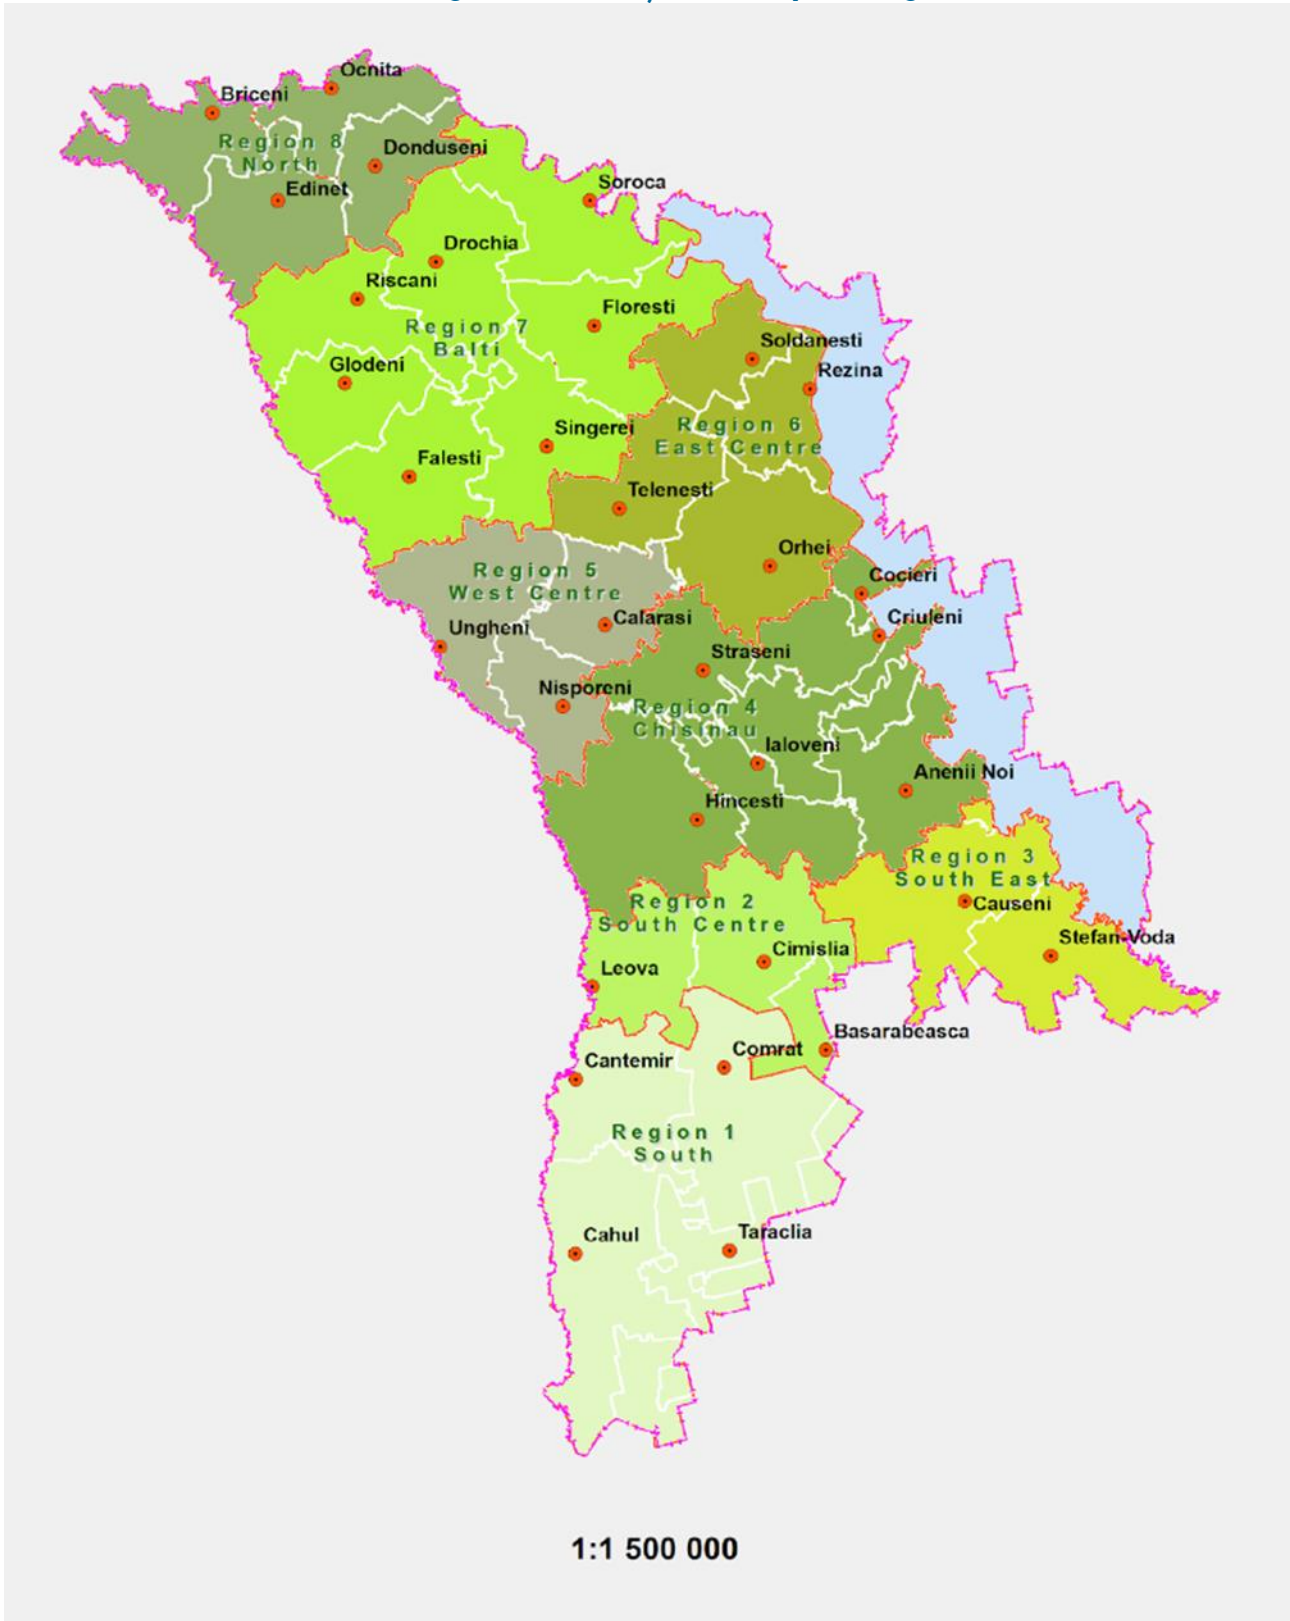 Ocnita
Briceni
Region 8
North
Donduseni
Edinet
Soroca
Drochia
Riscani
Floresti
Region 7
Balti
Soldanesti
Glodeni
Rezina
Region 6
East Centre
Singerei
Falesti
Telenesti
Orhei
Region 5
West Centre
Cocieri
Calarasi
Criuleni
Ungheni
Straseni
Nisporeni
Region 4
Chisinau
Ialoveni
Anenii Noi
Hincesti
Region 3
South East
Region 2
South Centre
Causeni
Stefan-Voda
Cimislia
Leova
Basarabeasca
Comrat
Cantemir
Region 1
South
Cahul
Taraclia
1:1 500 000